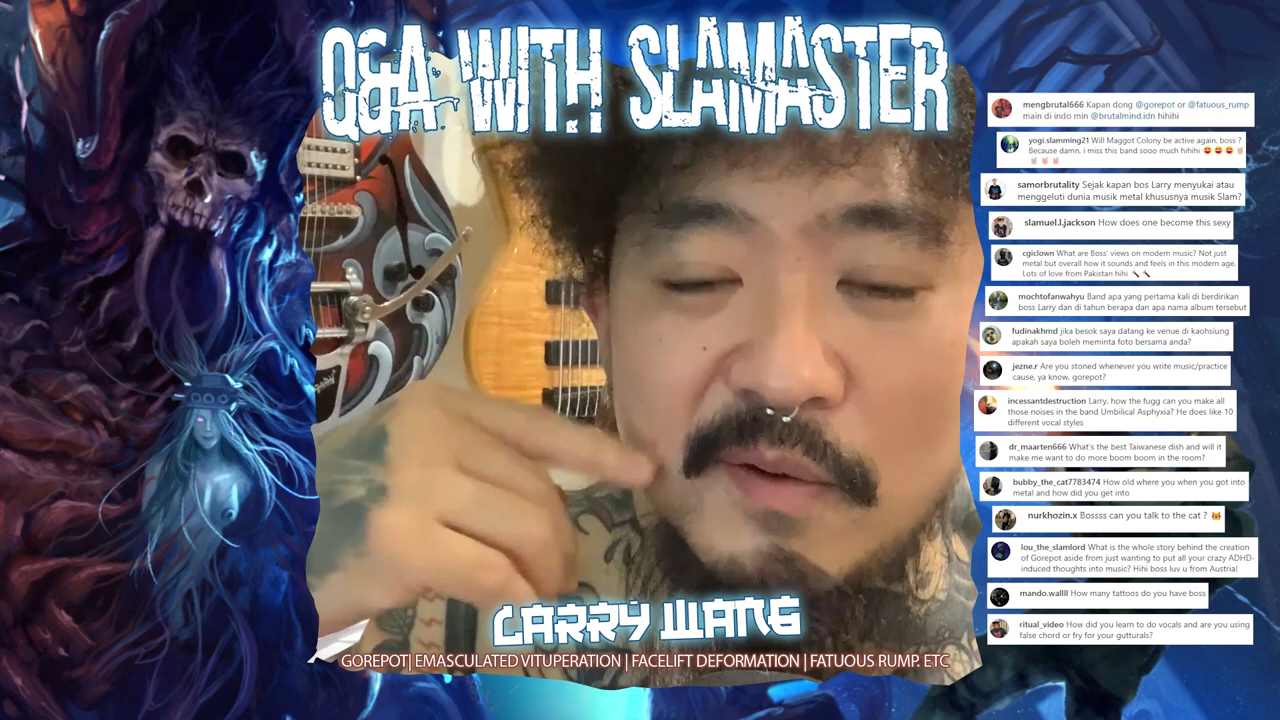 Q&A WITH SLAMASTER
mengbrutal666 Kapan dong @gorepot or @fatuous_rump
main di indo min @brutalmind.idn hihihi
yogi.slamming21 Will Maggot Colony be active again, boss ?
Because damn, i miss this band sooo much hihihi 🤩 🤩 🤩 🤘🏻
🤘🏻 🤘🏻 🤘🏻
samorbrutality Sejak kapan bos Larry menyukai atau
menggeluti dunia musik metal khususnya musik Slam?
slamuel.l.jackson How does one become this sexy
cgiclown What are Boss' views on modern music? Not just
metal but overall how it sounds and feels in this modern age.
Lots of love from Pakistan hihi
mochtofanwahyu Band apa yang pertama kali di berdirikan
boss Larry dan di tahun berapa dan apa nama album tersebut
fudinakhmd jika besok saya datang ke venue di kaohsiung
apakah saya boleh meminta foto bersama anda?
jezne.r Are you stoned whenever you write music/practice
cause, ya know, gorepot?
incessantdestruction Larry, how the fugg can you make all
those noises in the band Umbilical Asphyxia? He does like 10
different vocal styles
dr_maarten666 What's the best Taiwanese dish and will it
make me want to do more boom boom in the room?
bubby_the_cat7783474 How old where you when you got into
metal and how did you get into
nurkhozin.x Bossss can you talk to the cat ? 😹
lou_the_slamlord What is the whole story behind the creation
of Gorepot aside from just wanting to put all your crazy ADHD-
induced thoughts into music? Hihi boss luv u from Austria!
mando.wallll How many tattoos do you have boss
ritual_video How did you learn to do vocals and are you using
false chord or fry for your gutturals?
LARRY WANG
GOREPOT| EMASCULATED VITUPERATION | FACELIFT DEFORMATION | FATUOUS RUMP. ETC